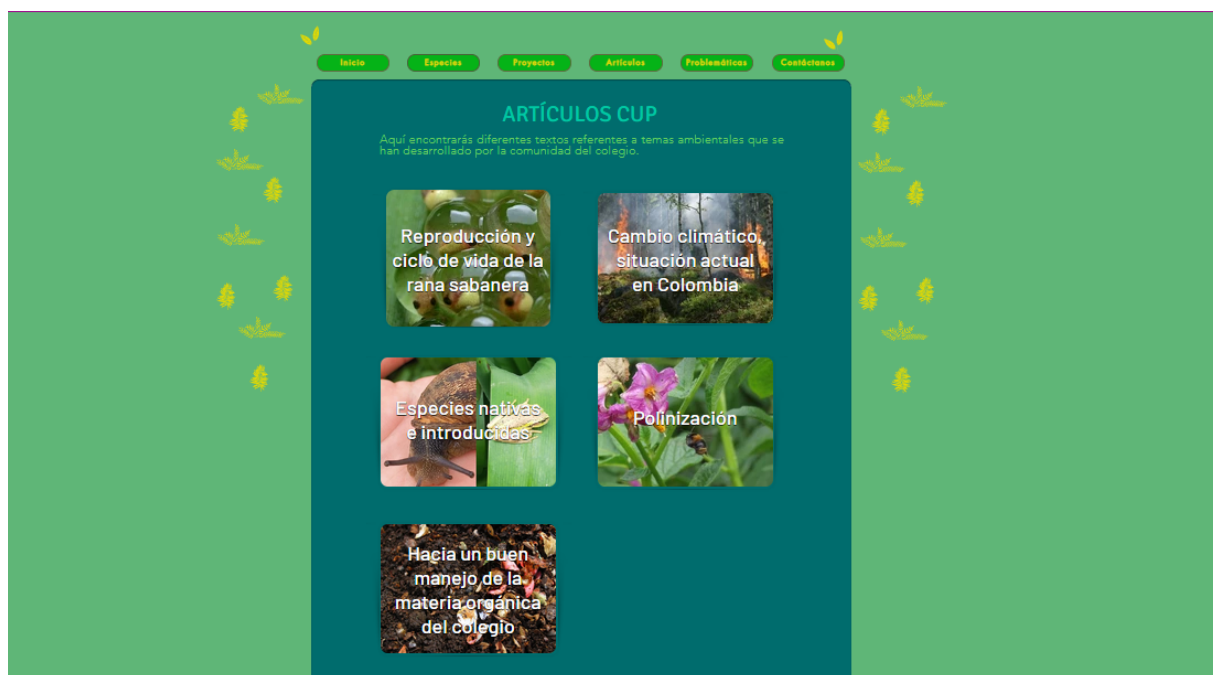 Inicio Especies Proyectos Artículos Problemáticas Contáctanos
ARTÍCULOS CUP
Aquí encontrarás diferentes textos referentes a temas ambientales que se
han desarrollado por la comunidad del colegio.
Reproducción y
ciclo de vida de la
rana sabanera
Cambio climático,
situación actual
en Colombia
Especies nativas
e introducidas
Polinización
Hacia un buen
manejo de la
materia orgánica
del colegio